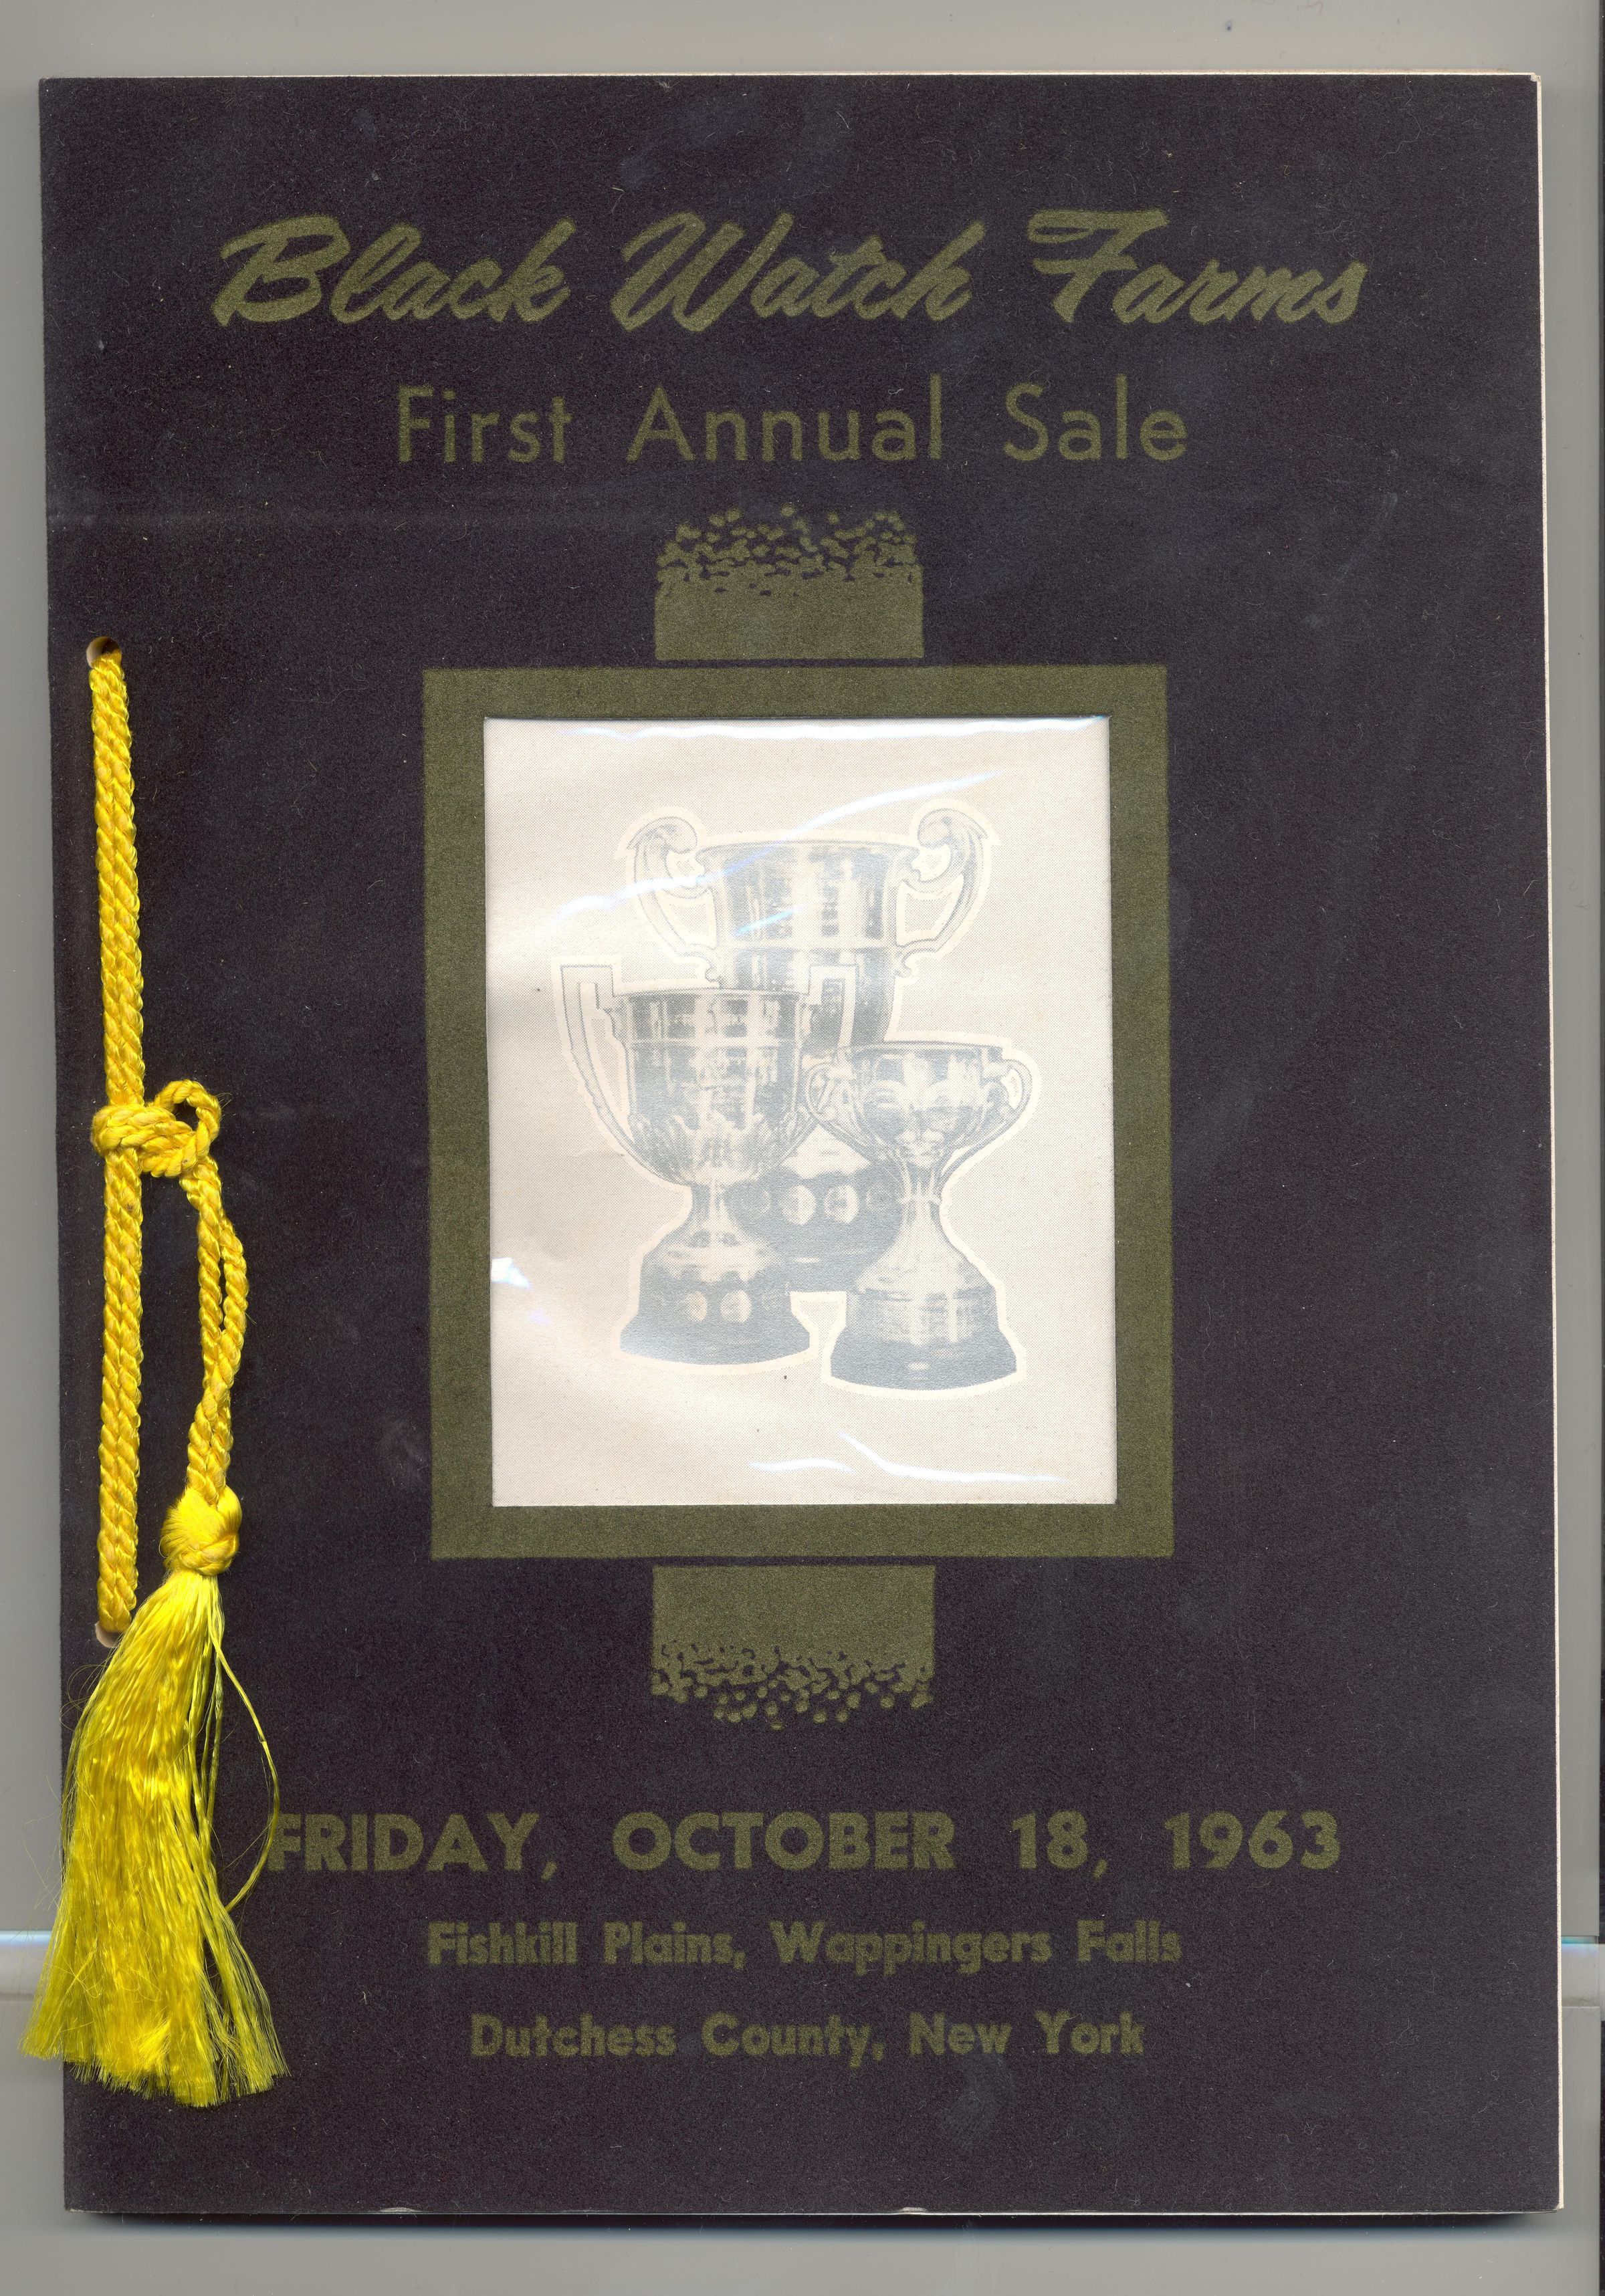 Black Watch Farms
First Annual Sale
FRIDAY, OCTOBER 18, 1963
Fishkill Plains, Wappingers Falls
Dutchess County, New York